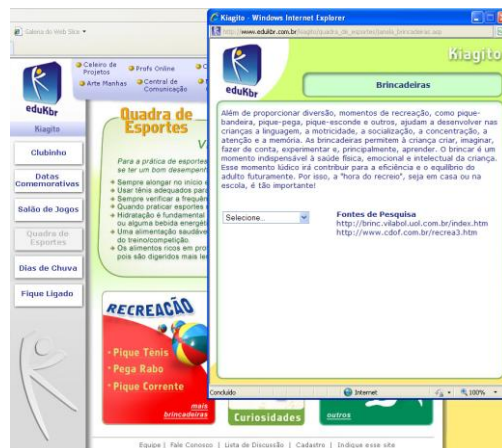 Galeria do Web Slice
Kiagito - Windows Internet Explorer
http://www.edukbr.com.br/kiagito/quadra_de_esportes/janela_brincadeiras.asp
eduKbr
Kiagito
Brincadeiras
Além de proporcionar diversão, momentos de recreação, como pique-
bandeira, pique-pega, pique-esconde e outros, ajudam a desenvolver nas
crianças a linguagem, a motricidade, a socialização, a concentração, a
atenção e a memória. As brincadeiras permitem à criança criar, imaginar,
fazer de conta, experimentar e, principalmente, aprender. O brincar é um
momento indispensável à saúde física, emocional e intelectual da criança.
Esse momento lúdico irá contribuir para a eficiência e o equilíbrio do
adulto futuramente. Por isso, a "hora do recreio", seja em casa ou na
escola, é tão importante!
Selecione...
Fontes de Pesquisa
http://brinc.vilabol.uol.com.br/index.htm
http://www.cdof.com.br/recrea3.htm
Concluído
Internet
100%
eduKbr
Celeiro de
Projetos
Profs Online
Arte Manhas
Central de
Comunicação
Kiagito
Clubinho
Datas
Comemorativas
Salão de Jogos
Quadra de
Esportes
Dias de Chuva
Fique Ligado
Quadra de
Esportes
Para a prática de esportes
se ter um bom desempenh
Sempre alongar no início e
Usar tênis adequados para
Sempre verificar a frequên
Quando praticar esportes
Hidratação é fundamental
ou alguma bebida energétic
Uma alimentação saudáve
do treino/competição.
Os alimentos ricos em pro
pois são digeridos mais len
RECREAÇÃO
Pique Tênis
Pega Rabo
Pique Corrente
mais
brincadeiras
Curiosidades
outros
Equipe | Fale Conosco | Lista de Discussão | Cadastro | Indique esse site